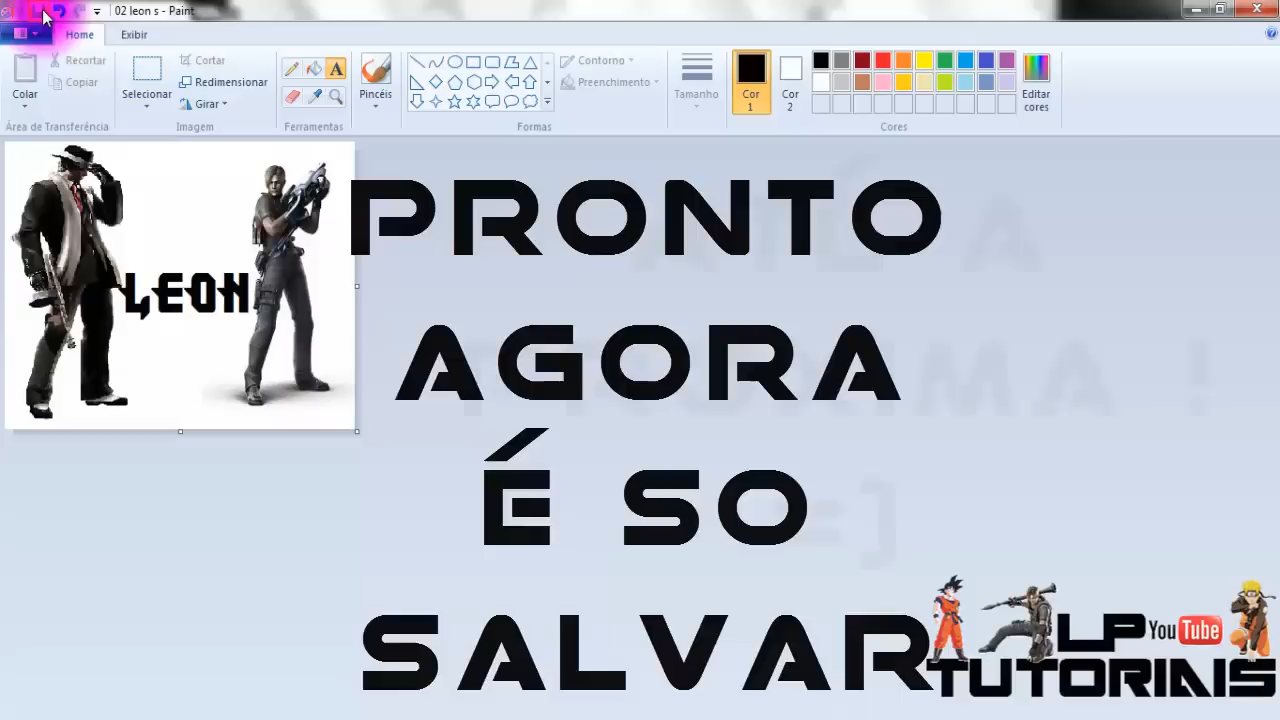 02 leon s - Paint
Home
Exibir
Colar
Recortar
Copiar
Área de Transferência
Selecionar
Cortar
Redimensionar
Girar
Imagem
A
Ferramentas
Pincéis
Contorno
Preenchimento
Formas
Tamanho
Cor
1
Cor
2
Editar
cores
Cores
LEON
PRONTO
AGORA
É SO
SALVAR
LP YouTube
TUTORIAIS